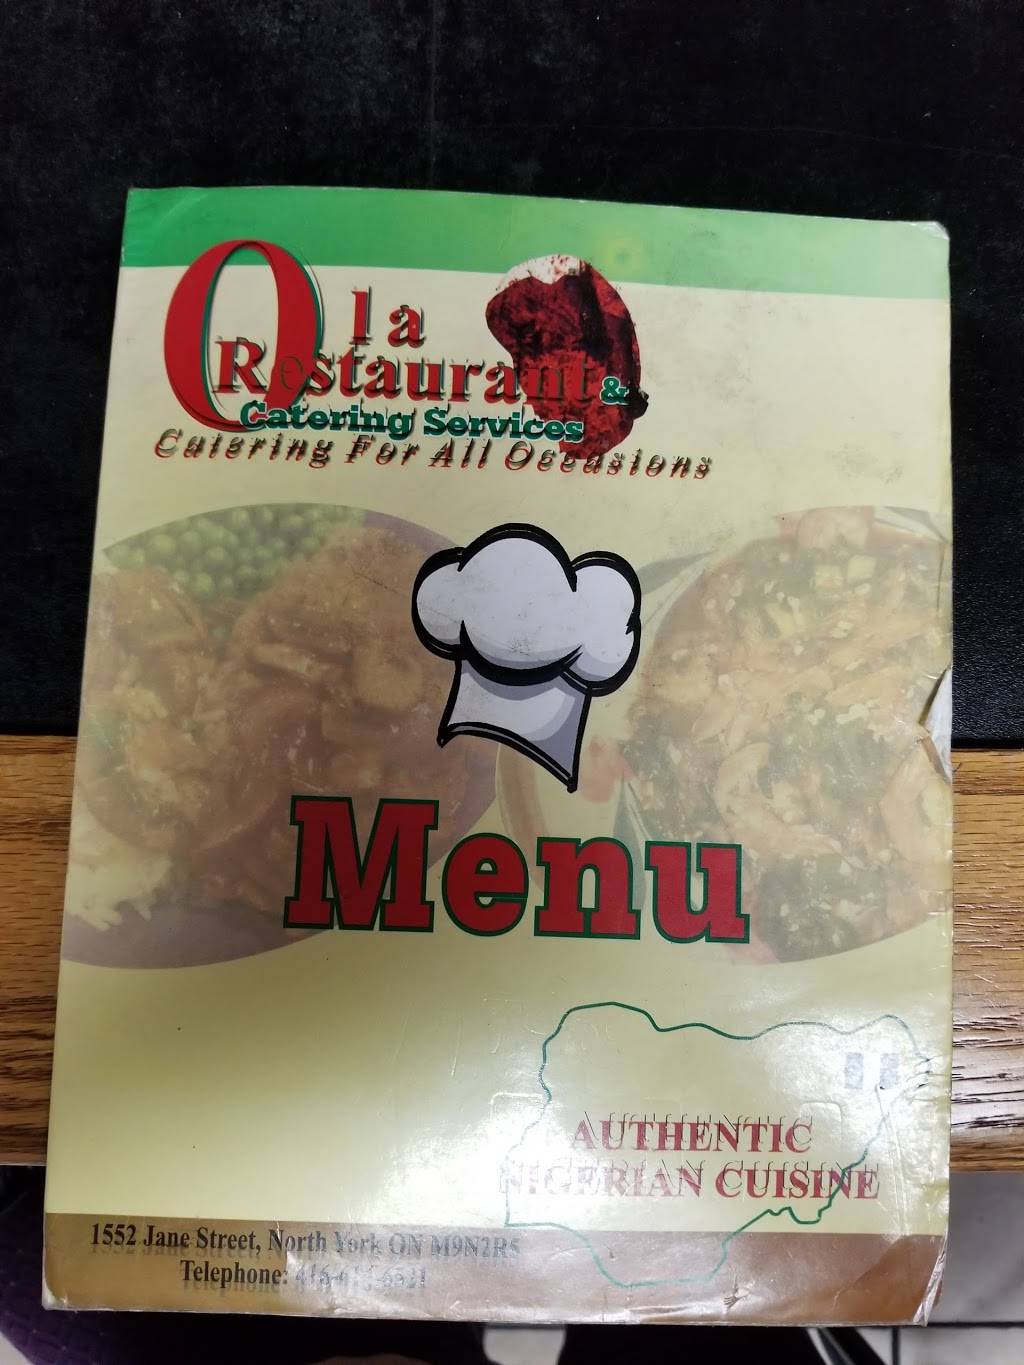 Ola
Restaurant &
Catering Services
Catering For All Occasions
Menu
AUTHENTIC
NIGERIAN CUISINE
1552 Jane Street, North York ON M9N2R5
Telephone: